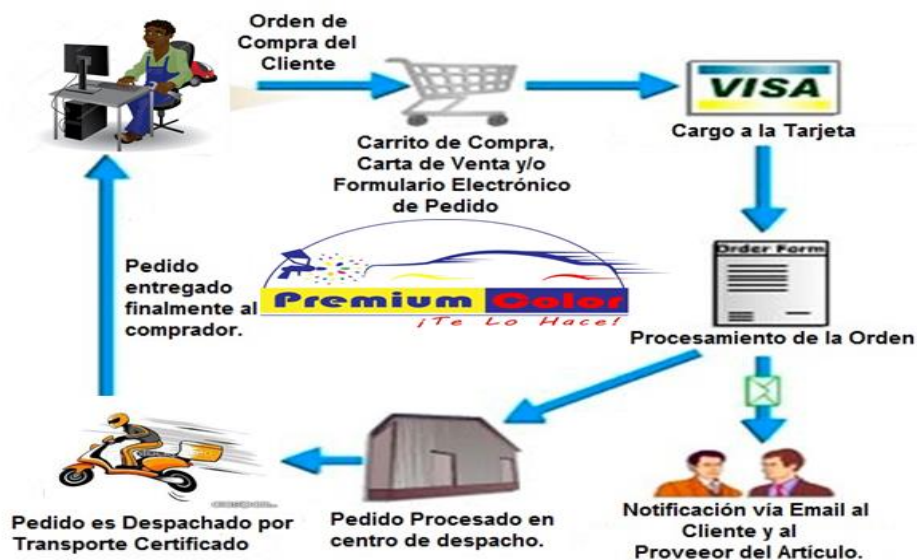 Orden de
Compra del
Cliente
Carrito de Compra,
Carta de Venta y/o
Formulario Electrónico
de Pedido
VISA
Cargo a la Tarjeta
Order Form
Procesamiento de la Orden
Pedido
entregado
finalmente al
comprador.
Premium Color
¡Te Lo Hace!
Pedido es Despachado por
Transporte Certificado
Pedido Procesado en
centro de despacho.
Notificación vía Email al
Cliente y al
Proveeor del Artículo.